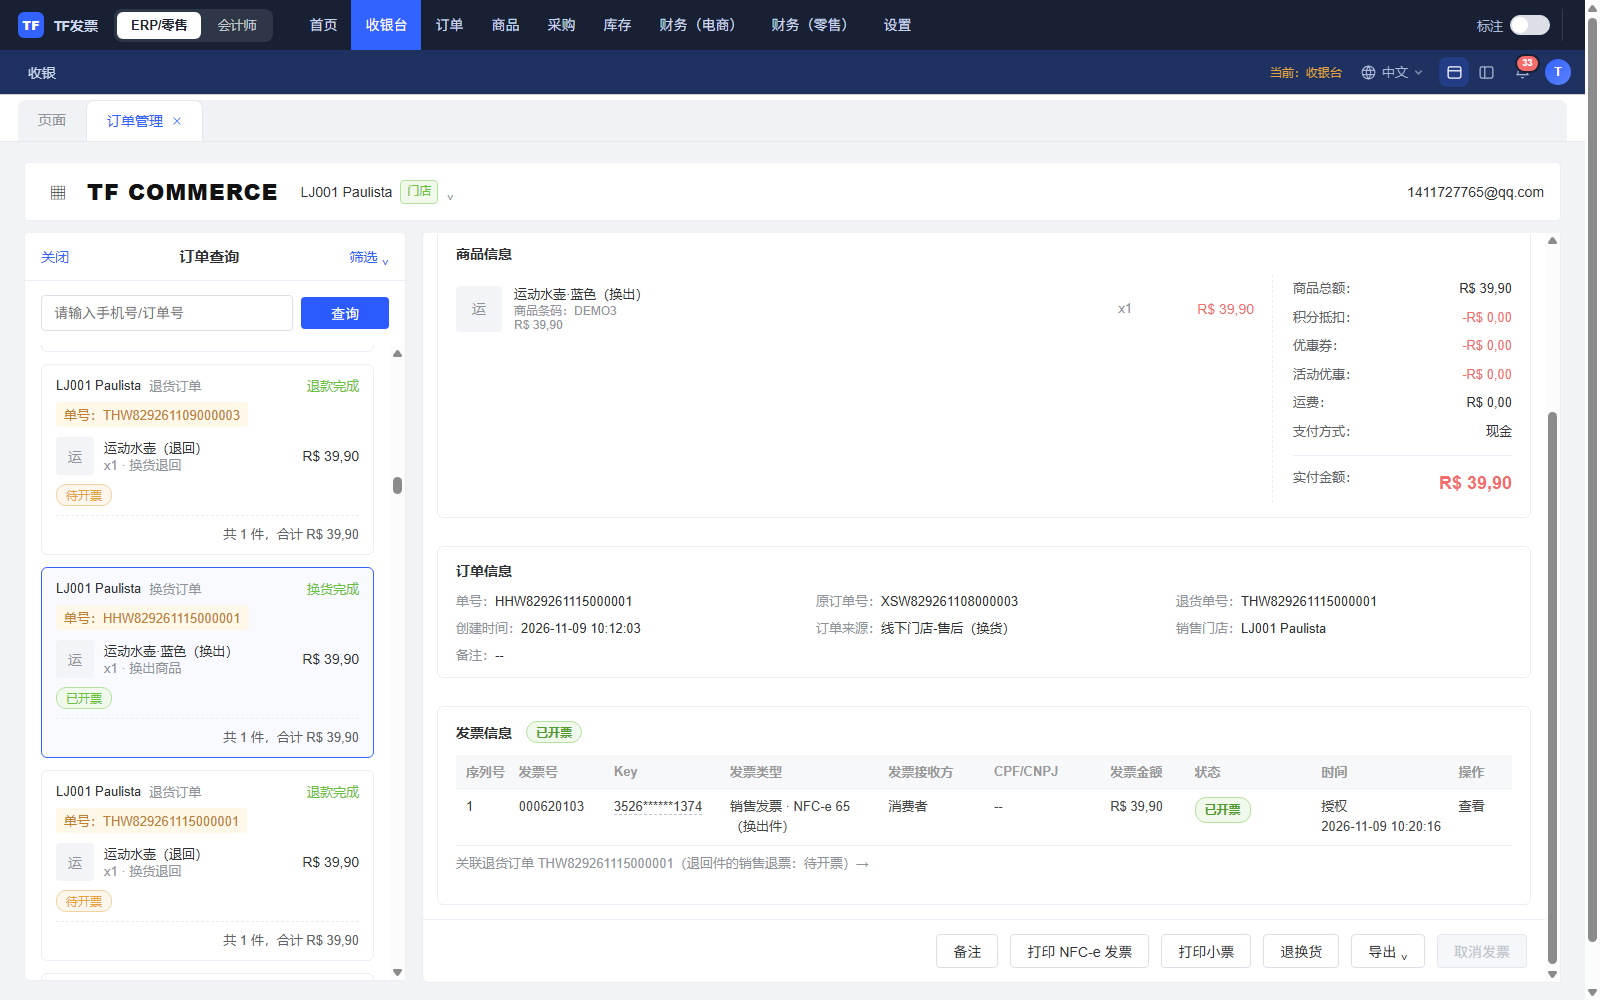 TF TF发票 ERP/零售 会计师 首页 收银台 订单 商品 采购 库存 财务（电商） 财务（零售） 设置 标注
收银 当前：收银台 中文 33 T
页面 订单管理 ×
TF COMMERCE LJ001 Paulista 门店 1411727765@qq.com
关闭 订单查询 筛选
请输入手机号/订单号 查询
LJ001 Paulista 退货订单 退款完成
单号：THW829261109000003
运 运动水壶（退回） R$ 39,90
x1 · 换货退回
待开票
共 1 件，合计 R$ 39,90
LJ001 Paulista 换货订单 换货完成
单号：HHW829261115000001
运 运动水壶·蓝色（换出） R$ 39,90
x1 · 换出商品
已开票
共 1 件，合计 R$ 39,90
LJ001 Paulista 退货订单 退款完成
单号：THW829261115000001
运 运动水壶（退回） R$ 39,90
x1 · 换货退回
待开票
共 1 件，合计 R$ 39,90
商品信息
运 运动水壶·蓝色（换出） x1 R$ 39,90
商品条码：DEMO3
R$ 39,90
商品总额： R$ 39,90
积分抵扣： -R$ 0,00
优惠券： -R$ 0,00
活动优惠： -R$ 0,00
运费： R$ 0,00
支付方式： 现金
实付金额： R$ 39,90
订单信息
单号：HHW829261115000001 原订单号：XSW829261108000003 退货单号：THW829261115000001
创建时间：2026-11-09 10:12:03 订单来源：线下门店-售后（换货） 销售门店：LJ001 Paulista
备注：--
发票信息 已开票
序列号 发票号 Key 发票类型 发票接收方 CPF/CNPJ 发票金额 状态 时间 操作
1 000620103 3526******1374 销售发票 · NFC-e 65 消费者 -- R$ 39,90 已开票 授权 查看
（换出件） 2026-11-09 10:20:16
关联退货订单 THW829261115000001（退回件的销售退票：待开票）→
备注 打印 NFC-e 发票 打印小票 退换货 导出 取消发票